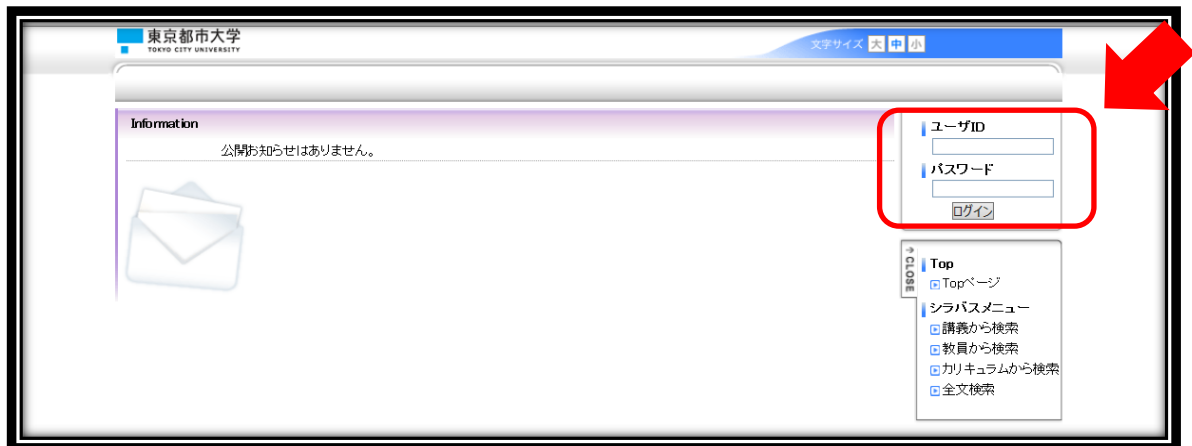 東京都市大学
TOKYO CITY UNIVERSITY
文字サイズ 大 中 小
Information
公開お知らせはありません。
ユーザID
パスワード
ログイン
↑CLOSE
Top
Topページ
シラバスメニュー
講義から検索
教員から検索
カリキュラムから検索
全文検索